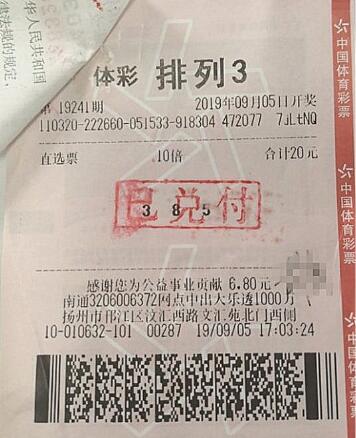 华人民共和国
律法规的规定,
体彩 排列3
第 19241期 2019年09月05日开奖
110320-222660-051533-918304 472077 7JLtNQ
直选票 10倍 合计20元
已兑付
3 8 5
感谢您为公益事业贡献 6.80元
南通3206006372网点中出大乐透1000万
扬州市邗江区汶汇西路文汇苑北门西侧
10-010632-101 00287 19/09/05 17:03:24
中国体育彩票
中国体育彩票
中国体育彩票